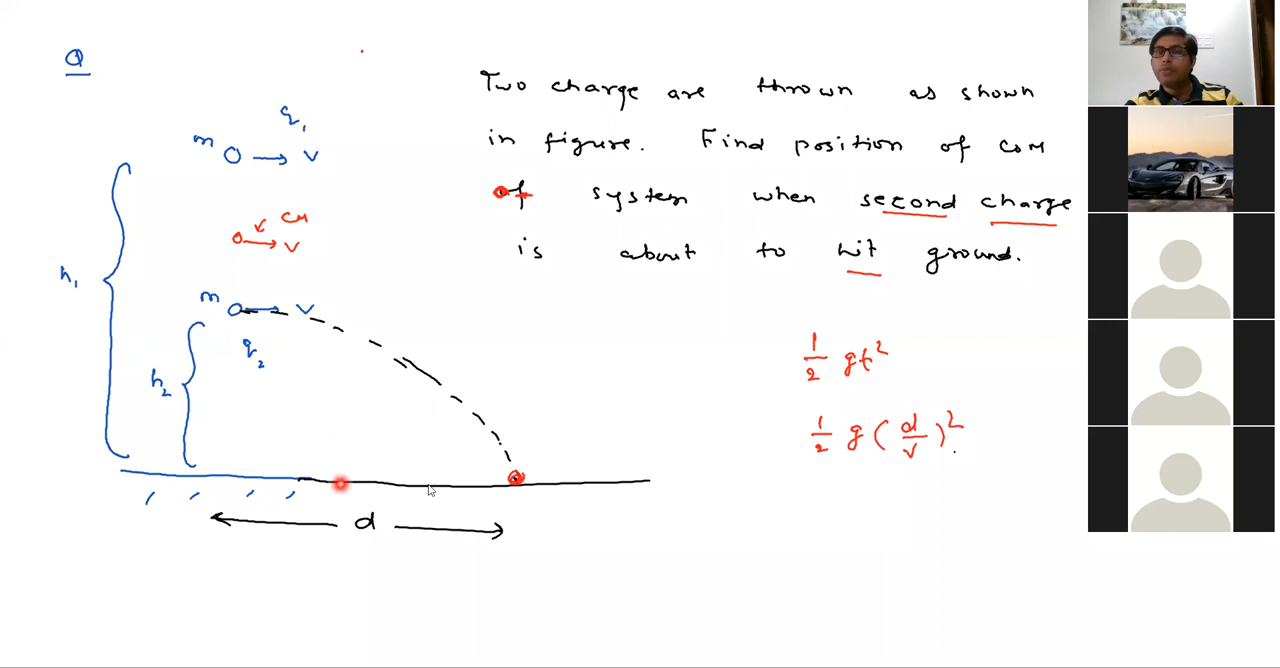 Q
q1
m v
CM
v
h1
m v
q2
h2
d
Two charge are thrown as shown
in figure. Find position of COM
of system when second charge
is about to hit ground.
1/2 gt²
1/2 g (d/v)²